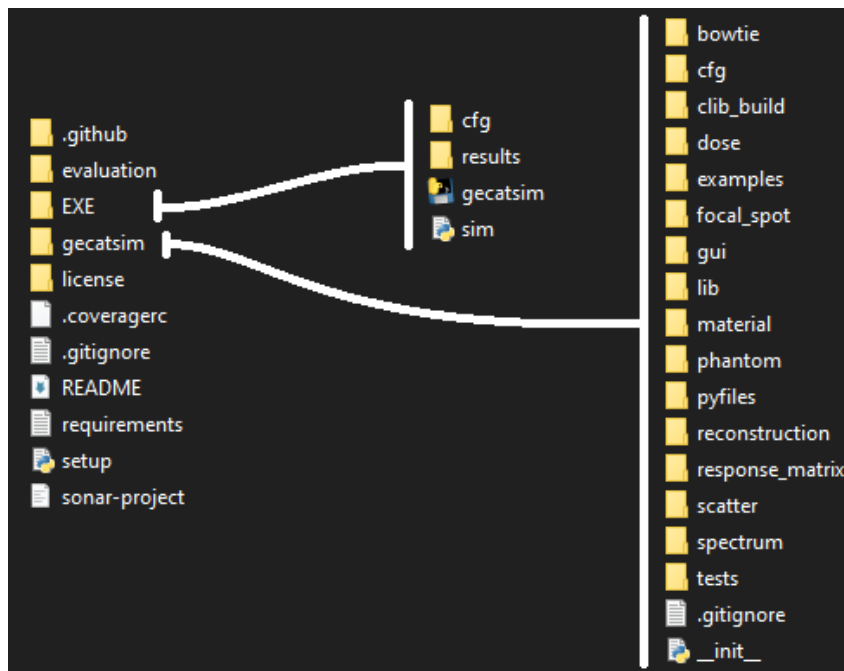 .github
evaluation
EXE
gecatsim
license
.coveragerc
.gitignore
README
requirements
setup
sonar-project
cfg
results
gecatsim
sim
bowtie
cfg
clib_build
dose
examples
focal_spot
gui
lib
material
phantom
pyfiles
reconstruction
response_matrix
scatter
spectrum
tests
.gitignore
__init__